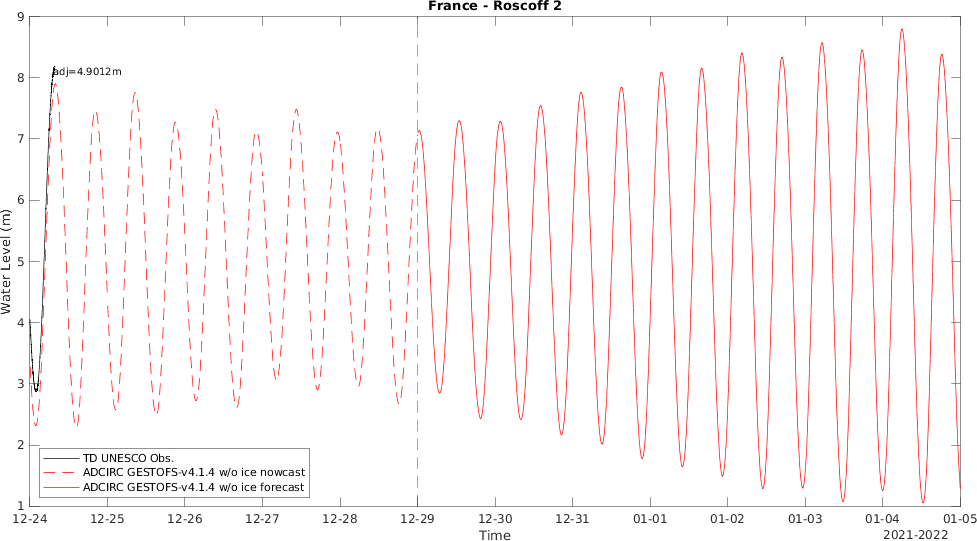 France - Roscoff 2
adj=4.9012m
Water Level (m)
9
8
7
6
5
4
3
2
1
TD UNESCO Obs.
ADCIRC GESTOFS-v4.1.4 w/o ice nowcast
ADCIRC GESTOFS-v4.1.4 w/o ice forecast
12-24 12-25 12-26 12-27 12-28 12-29 12-30 12-31 01-01 01-02 01-03 01-04 01-05
Time
2021-2022